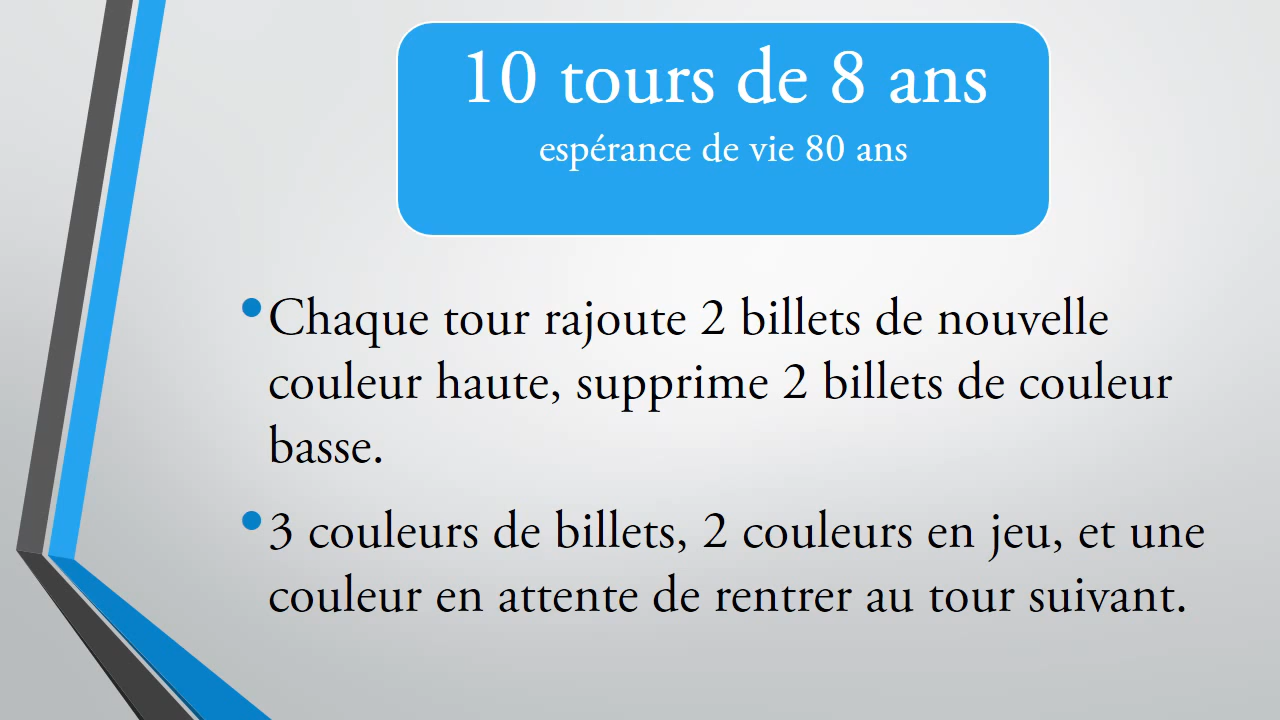 10 tours de 8 ans
espérance de vie 80 ans
•Chaque tour rajoute 2 billets de nouvelle
couleur haute, supprime 2 billets de couleur
basse.
•3 couleurs de billets, 2 couleurs en jeu, et une
couleur en attente de rentrer au tour suivant.